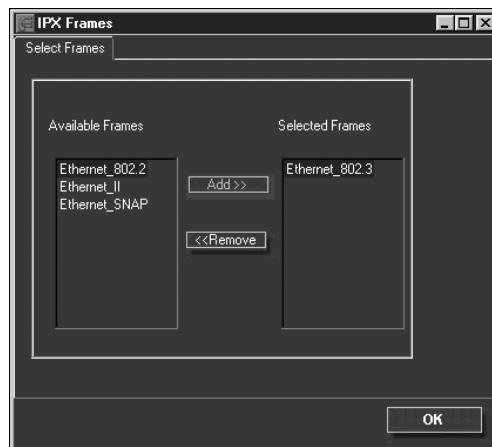 IPX Frames
Select Frames
Available Frames
Selected Frames
Ethernet_802.2
Ethernet_II
Ethernet_SNAP
Add >>
<<Remove
Ethernet_802.3
OK